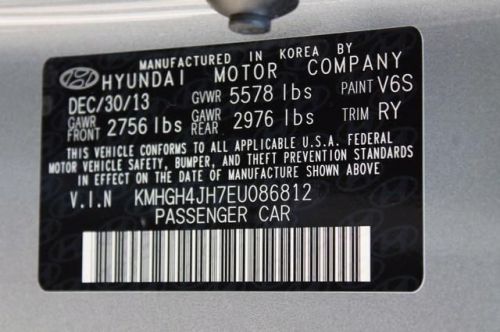 MANUFACTURED IN KOREA BY
HYUNDAI MOTOR COMPANY
DEC/30/13 GVWR 5578 lbs PAINT V6S
GAWR FRONT 2756 lbs GAWR REAR 2976 lbs TRIM RY
THIS VEHICLE CONFORMS TO ALL APPLICABLE U.S.A. FEDERAL
MOTOR VEHICLE SAFETY, BUMPER, AND THEFT PREVENTION STANDARDS
IN EFFECT ON THE DATE OF MANUFACTURE SHOWN ABOVE
V.I.N KMHGH4JH7EU086812
PASSENGER CAR